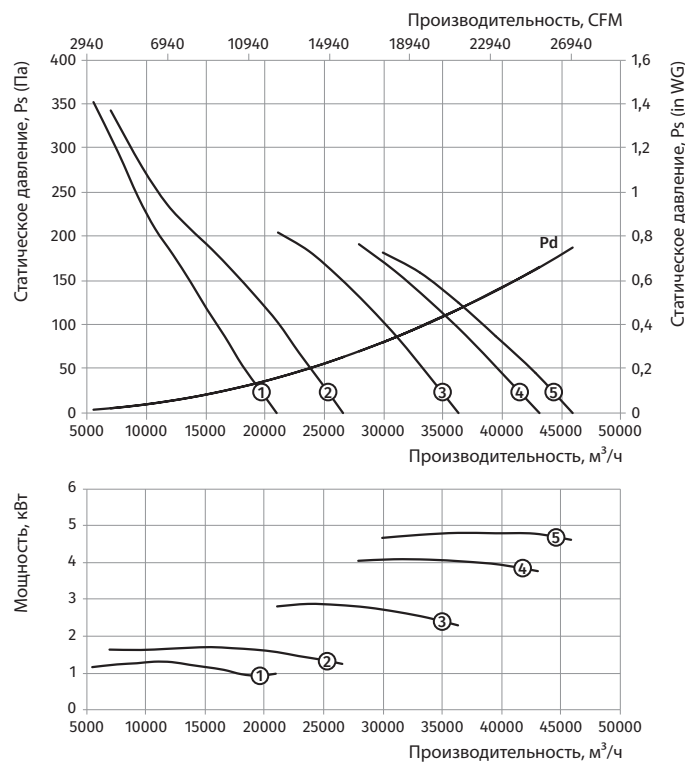 Производительность, CFM
2940 6940 10940 14940 18940 22940 26940
Статическое давление, Ps (Па)
400
350
300
250
200
150
100
50
0
Статическое давление, Ps (in WG)
1,6
1,4
1,2
1
0,8
0,6
0,4
0,2
0
Pd
1 2 3 4 5
5000 10000 15000 20000 25000 30000 35000 40000 45000 50000
Производительность, м³/ч
Мощность, кВт
6
5
4
3
2
1
0
5
4
3
2
1
5000 10000 15000 20000 25000 30000 35000 40000 45000 50000
Производительность, м³/ч